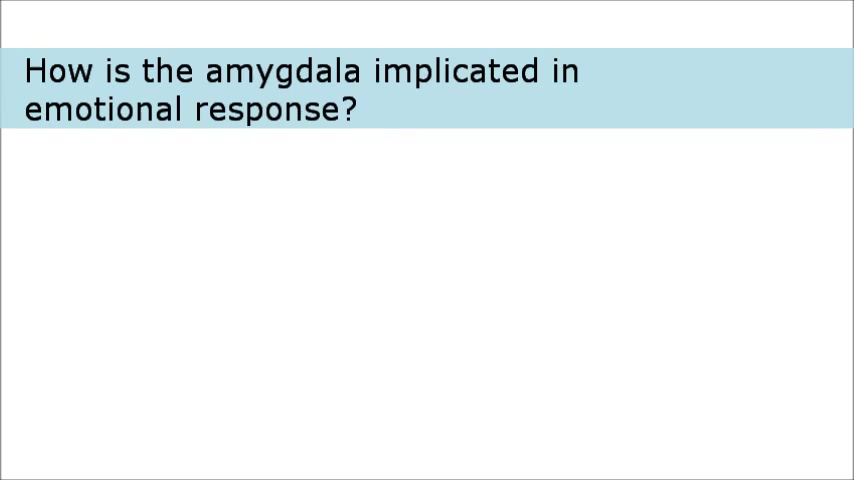 How is the amygdala implicated in
emotional response?